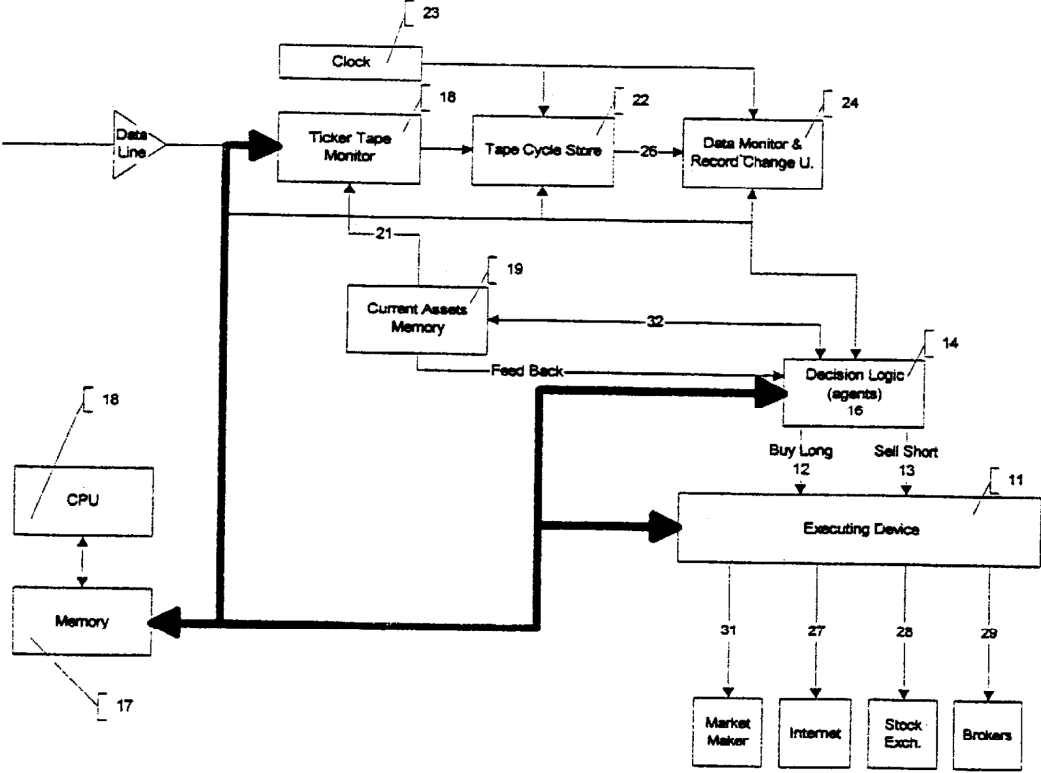 23
Clock
18
22
24
Data
Line
Ticker Tape
Monitor
Tape Cycle Store
26
Data Monitor &
Record Change U.
21
19
Current Assets
Memory
32
14
Feed Back
Decision Logic
(agents)
16
18
Buy Long
12
Sell Short
13
11
CPU
Executing Device
Memory
31
27
28
29
17
Market
Maker
Internet
Stock
Exch.
Brokers